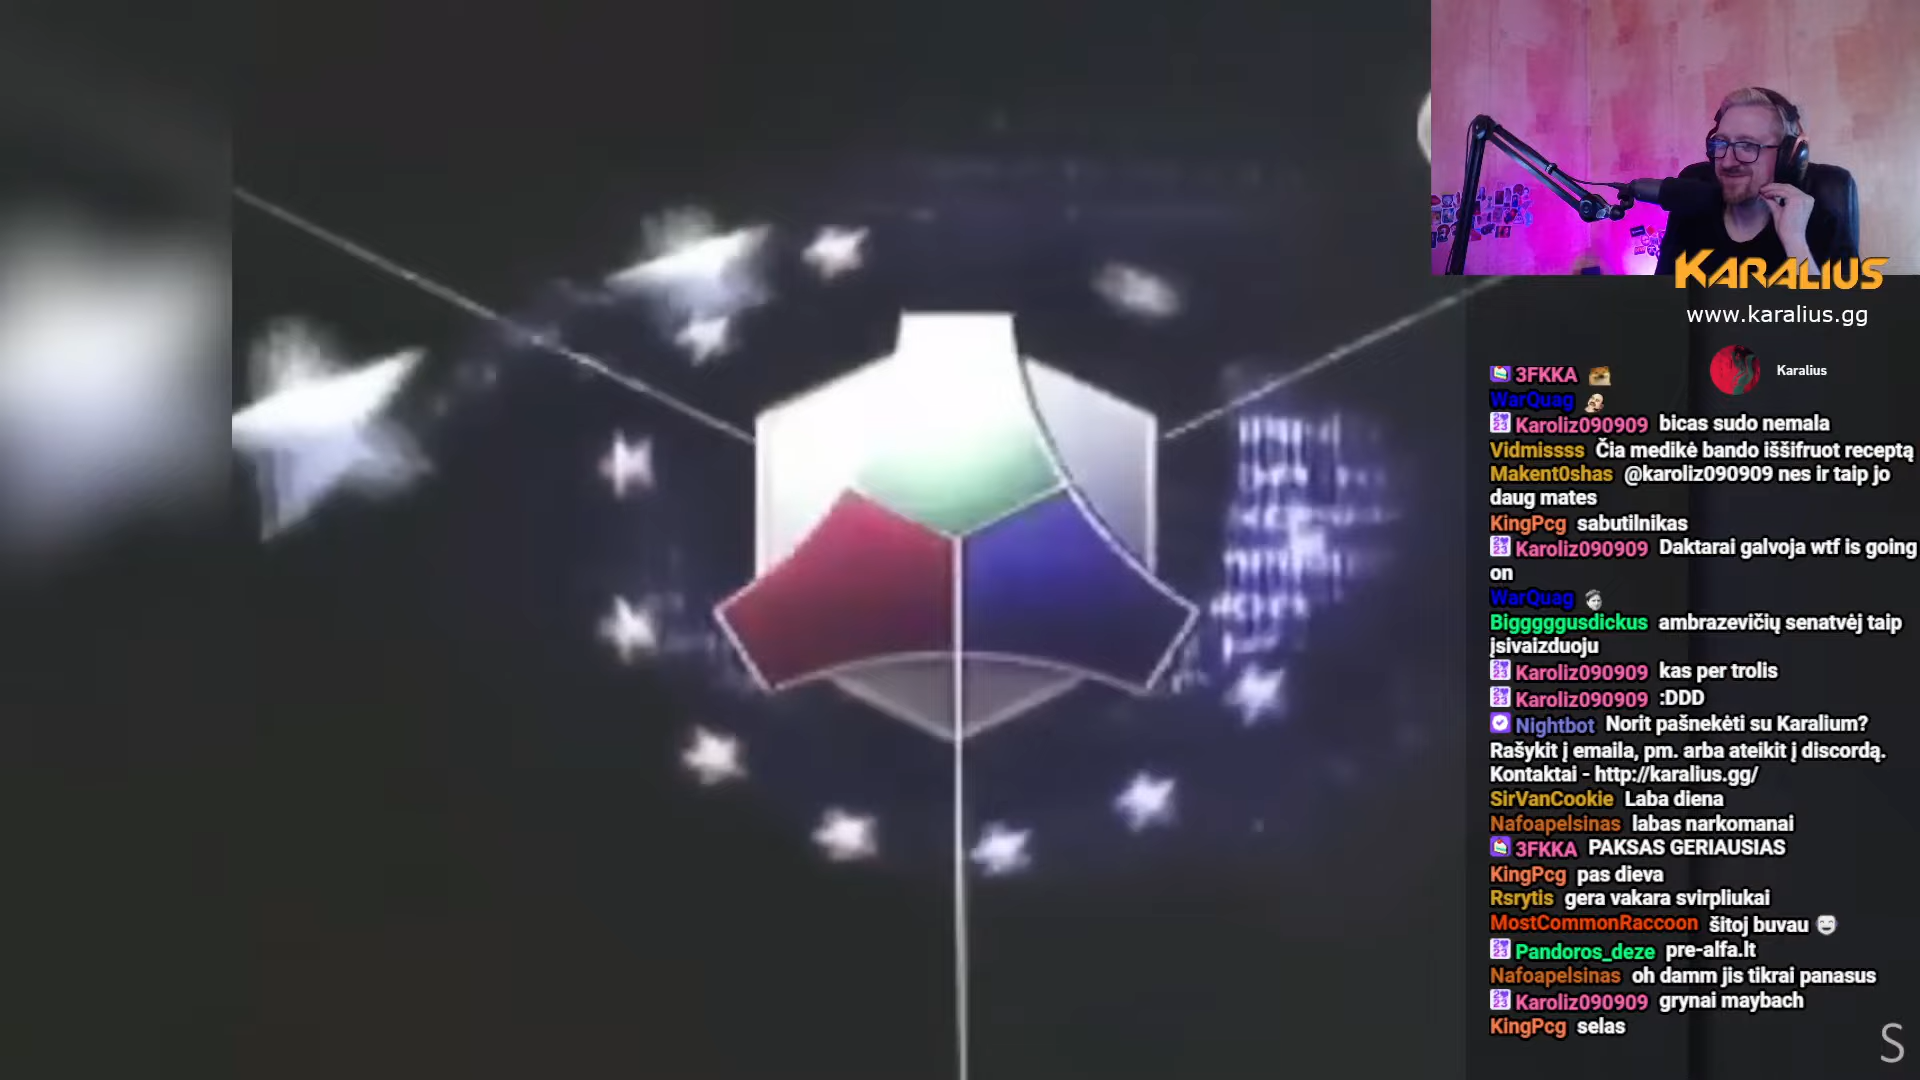 KARALIUS
www.karalius.gg
Karalius
3FKKA
WarQuag
Karoliz090909 bicas sudo nemala
Vidmissss Čia medikė bando iššifruot receptą
Makent0shas @karoliz090909 nes ir taip jo
daug mates
KingPcg sabutilnikas
Karoliz090909 Daktarai galvoja wtf is going
on
WarQuag
Bigggggusdickus ambrazevičių senatvėj taip
įsivaizduoju
Karoliz090909 kas per trolis
Karoliz090909 :DDD
Nightbot Norit pašnekėti su Karalium?
Rašykit į emaila, pm. arba ateikit į discordą.
Kontaktai - http://karalius.gg/
SirVanCookie Laba diena
Nafoapelsinas labas narkomanai
3FKKA PAKSAS GERIAUSIAS
KingPcg pas dieva
Rsrytis gera vakara svirpliukai
MostCommonRaccoon šitoj buvau
Pandoros_deze pre-alfa.lt
Nafoapelsinas oh damm jis tikrai panasus
Karoliz090909 grynai maybach
KingPcg selas
S